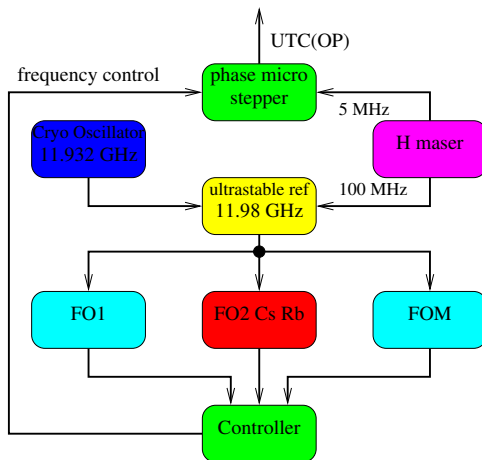 UTC(OP)
frequency control
phase micro
stepper
5 MHz
Cryo Oscillator
11.932 GHz
H maser
ultrastable ref
11.98 GHz
100 MHz
FO1
FO2 Cs Rb
FOM
Controller